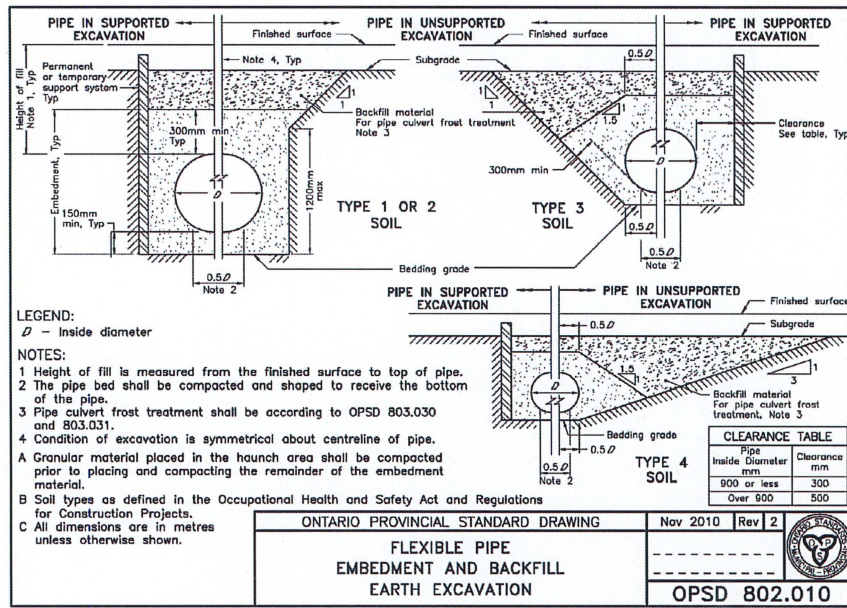 PIPE IN SUPPORTED
EXCAVATION
Finished surface
PIPE IN UNSUPPORTED
EXCAVATION
Finished surface
PIPE IN SUPPORTED
EXCAVATION
0.5D
Permanent
or temporary
support system
Typ
Note 4, Typ
Subgrade
Height of fill
Note 1, Typ
1
1
Backfill material
For pipe culvert frost treatment
Note 3
1
1
1
1.5
Clearance
See table, Typ
300mm min
Typ
Embedment, Typ
D
300mm min
D
1200mm
max
150mm
min, Typ
TYPE 1 OR 2
SOIL
TYPE 3
SOIL
0.5D
0.5D
Note 2
0.5D
Note 2
Bedding grade
PIPE IN SUPPORTED
EXCAVATION
PIPE IN UNSUPPORTED
EXCAVATION
Finished surface
Subgrade
0.5D
1.5
1
1
3
D
Backfill material
For pipe culvert frost
treatment, Note 3
Bedding grade
0.5D
0.5D
Note 2
TYPE 4
SOIL
LEGEND:
D – Inside diameter
NOTES:
1 Height of fill is measured from the finished surface to top of pipe.
2 The pipe bed shall be compacted and shaped to receive the bottom
of the pipe.
3 Pipe culvert frost treatment shall be according to OPSD 803.030
and 803.031.
4 Condition of excavation is symmetrical about centreline of pipe.
A Granular material placed in the haunch area shall be compacted
prior to placing and compacting the remainder of the embedment
material.
B Soil types as defined in the Occupational Health and Safety Act and Regulations
for Construction Projects.
C All dimensions are in metres
unless otherwise shown.
CLEARANCE TABLE
Pipe
Inside Diameter
mm
Clearance
mm
900 or less 300
Over 900 500
ONTARIO PROVINCIAL STANDARD DRAWING
Nov 2010 Rev 2
FLEXIBLE PIPE
EMBEDMENT AND BACKFILL
EARTH EXCAVATION
OPSD 802.010
ONTARIO STANDARDS
O P S